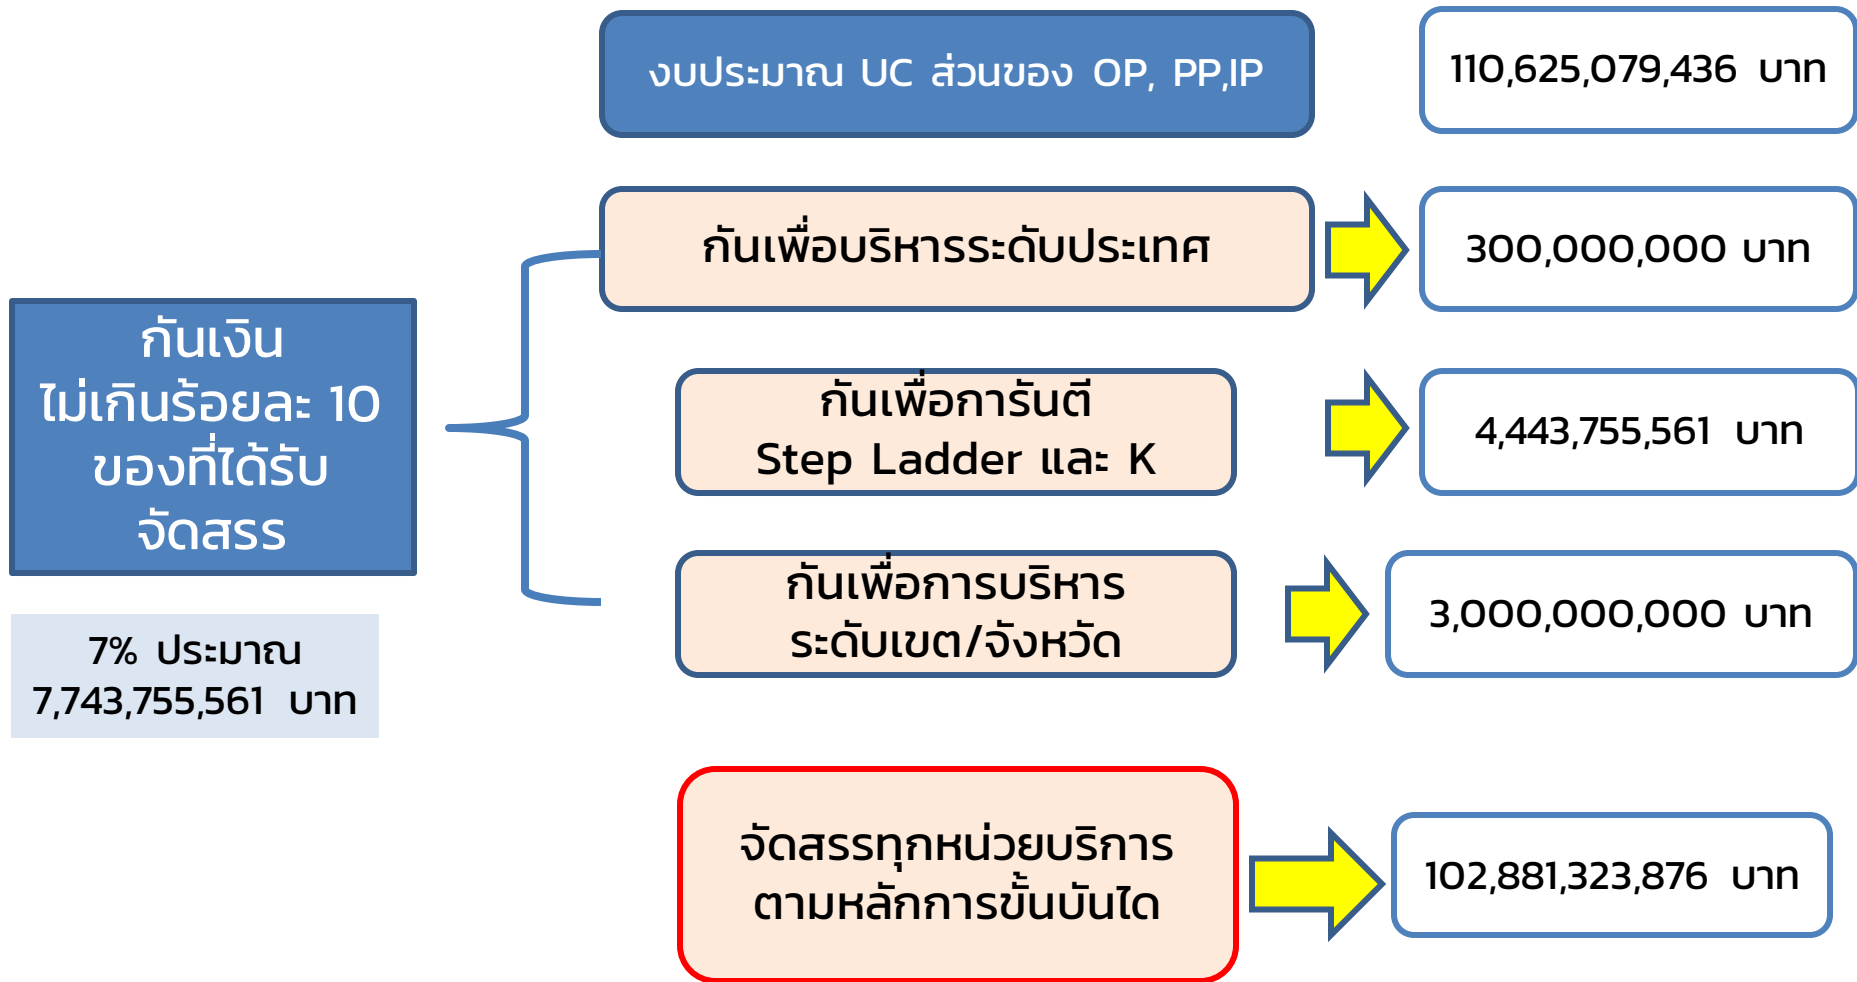 งบประมาณ UC ส่วนของ OP, PP,IP
110,625,079,436 บาท
กันเพื่อบริหารระดับประเทศ
300,000,000 บาท
กันเงิน
ไม่เกินร้อยละ 10
ของที่ได้รับ
จัดสรร
กันเพื่อการันตี
Step Ladder และ K
4,443,755,561 บาท
กันเพื่อการบริหาร
ระดับเขต/จังหวัด
3,000,000,000 บาท
7% ประมาณ
7,743,755,561 บาท
จัดสรรทุกหน่วยบริการ
ตามหลักการขั้นบันได
102,881,323,876 บาท